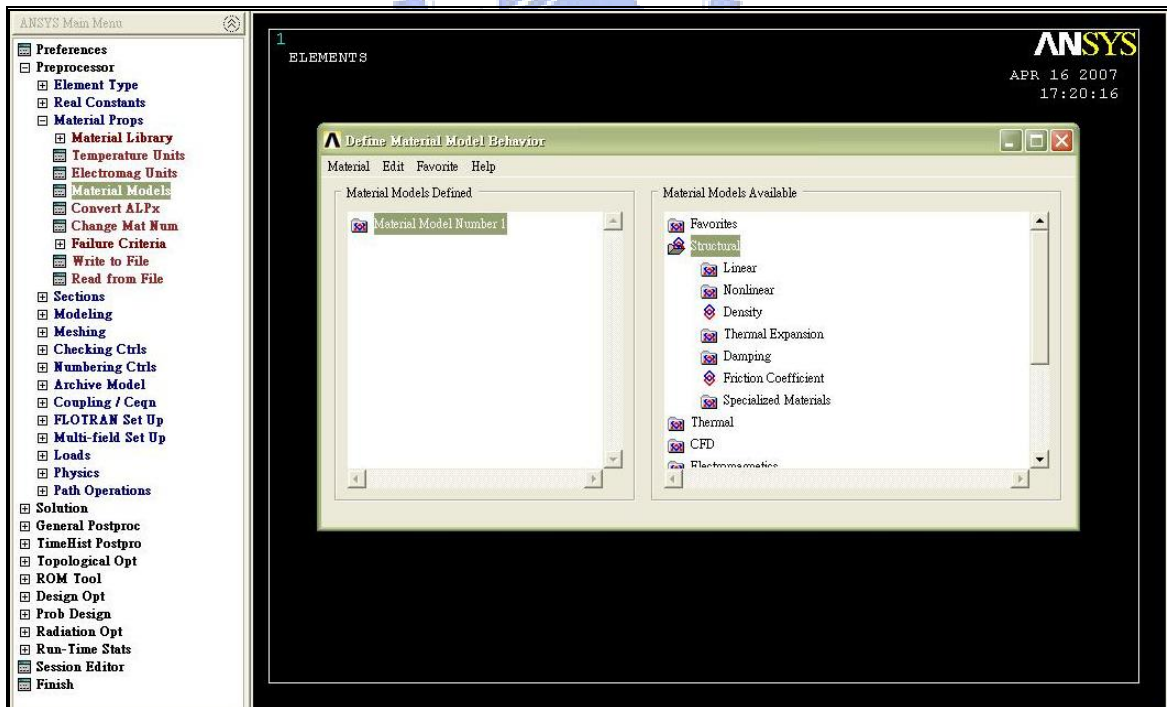 ANSYS Main Menu
Preferences
Preprocessor
Element Type
Real Constants
Material Props
Material Library
Temperature Units
Electromag Units
Material Models
Convert ALPx
Change Mat Num
Failure Criteria
Write to File
Read from File
Sections
Modeling
Meshing
Checking Ctrls
Numbering Ctrls
Archive Model
Coupling / Ceqn
FLOTRAN Set Up
Multi-field Set Up
Loads
Physics
Path Operations
Solution
General Postproc
TimeHist Postpro
Topological Opt
ROM Tool
Design Opt
Prob Design
Radiation Opt
Run-Time Stats
Session Editor
Finish
1
ELEMENTS
ANSYS
APR 16 2007
17:20:16
Define Material Model Behavior
Material Edit Favorite Help
Material Models Defined
Material Model Number 1
Material Models Available
Favorites
Structural
Linear
Nonlinear
Density
Thermal Expansion
Damping
Friction Coefficient
Specialized Materials
Thermal
CFD
Electromagnetics